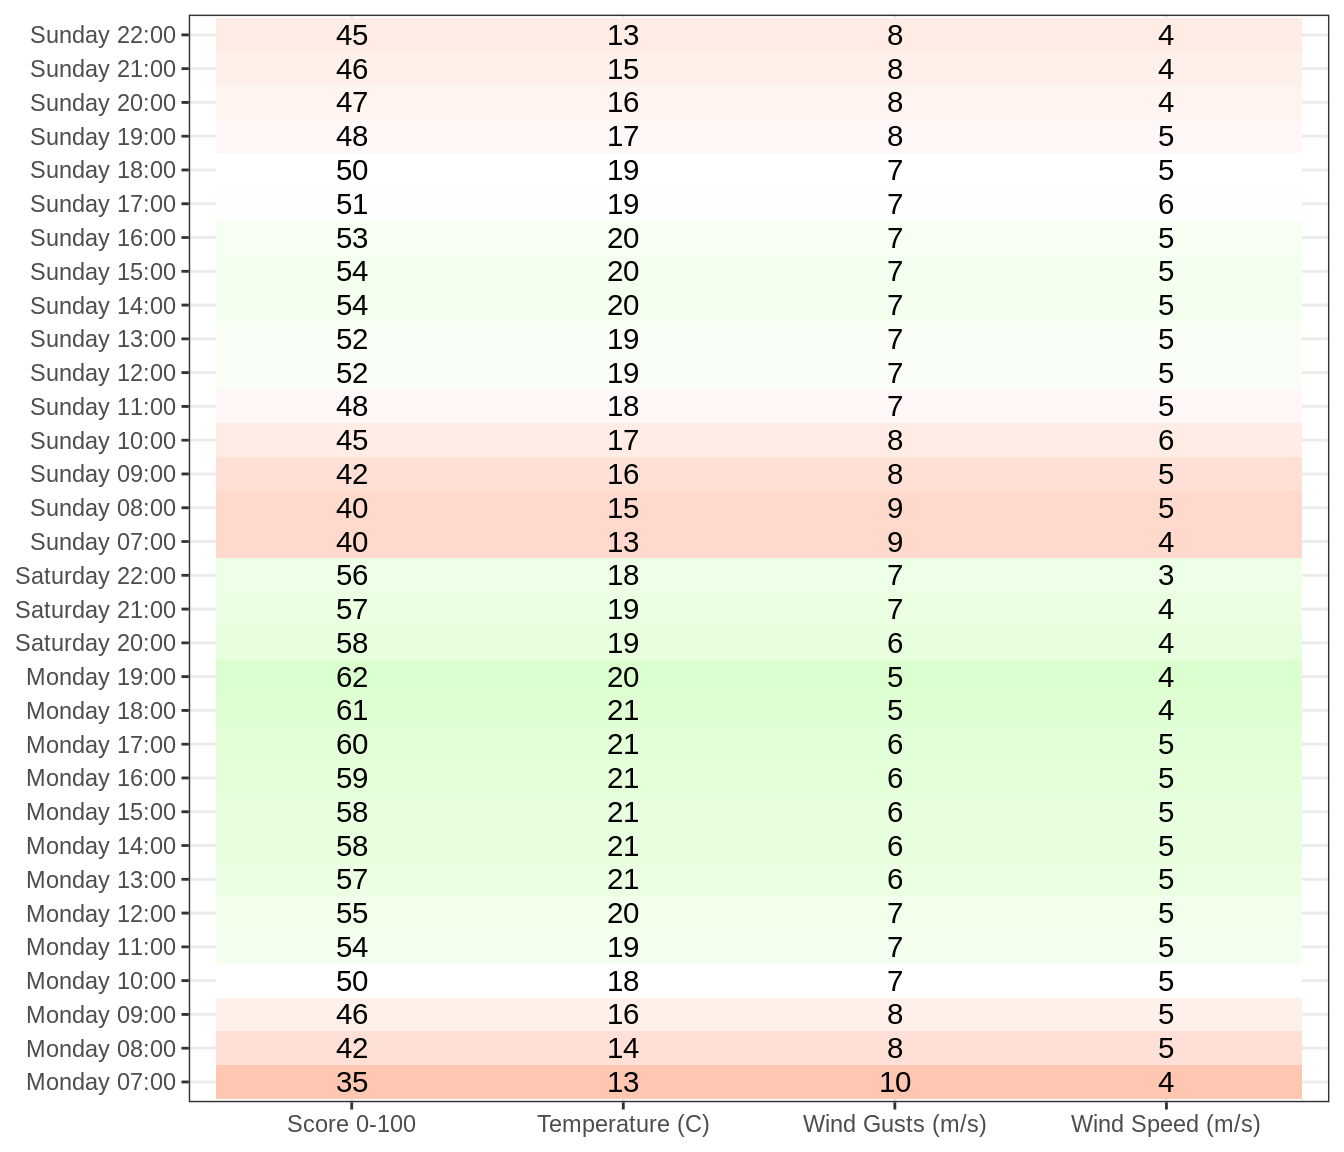 Sunday 22:00 45 13 8 4
Sunday 21:00 46 15 8 4
Sunday 20:00 47 16 8 4
Sunday 19:00 48 17 8 5
Sunday 18:00 50 19 7 5
Sunday 17:00 51 19 7 6
Sunday 16:00 53 20 7 5
Sunday 15:00 54 20 7 5
Sunday 14:00 54 20 7 5
Sunday 13:00 52 19 7 5
Sunday 12:00 52 19 7 5
Sunday 11:00 48 18 7 5
Sunday 10:00 45 17 8 6
Sunday 09:00 42 16 8 5
Sunday 08:00 40 15 9 5
Sunday 07:00 40 13 9 4
Saturday 22:00 56 18 7 3
Saturday 21:00 57 19 7 4
Saturday 20:00 58 19 6 4
Monday 19:00 62 20 5 4
Monday 18:00 61 21 5 4
Monday 17:00 60 21 6 5
Monday 16:00 59 21 6 5
Monday 15:00 58 21 6 5
Monday 14:00 58 21 6 5
Monday 13:00 57 21 6 5
Monday 12:00 55 20 7 5
Monday 11:00 54 19 7 5
Monday 10:00 50 18 7 5
Monday 09:00 46 16 8 5
Monday 08:00 42 14 8 5
Monday 07:00 35 13 10 4
Score 0-100 Temperature (C) Wind Gusts (m/s) Wind Speed (m/s)